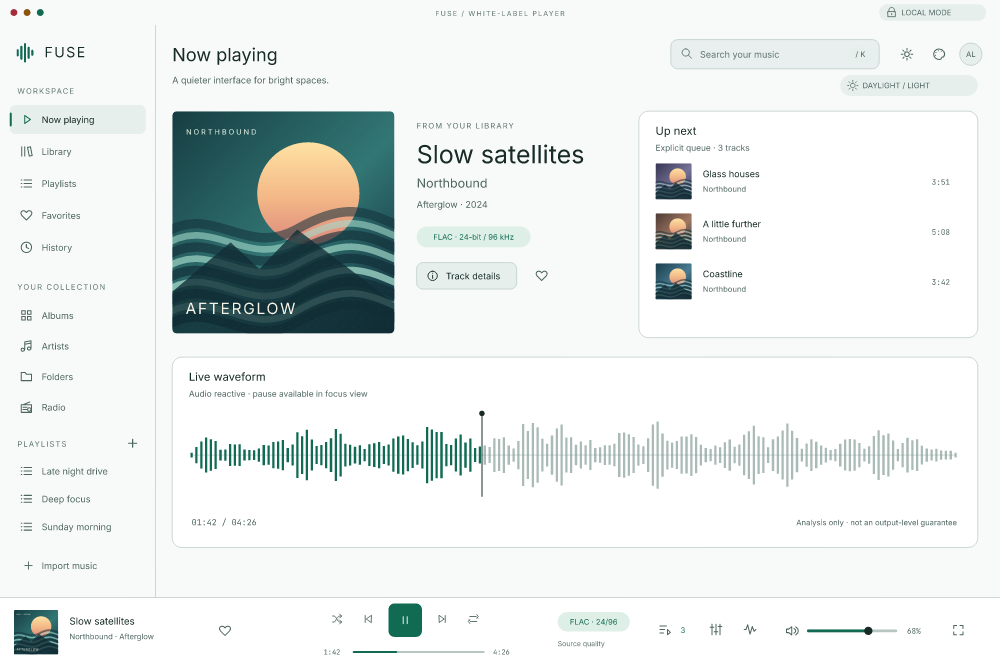 FUSE / WHITE-LABEL PLAYER
LOCAL MODE
FUSE
WORKSPACE
Now playing
Library
Playlists
Favorites
History
YOUR COLLECTION
Albums
Artists
Folders
Radio
PLAYLISTS
Late night drive
Deep focus
Sunday morning
Import music
Now playing
A quieter interface for bright spaces.
Search your music
/ K
AL
DAYLIGHT / LIGHT
NORTHBOUND
AFTERGLOW
FROM YOUR LIBRARY
Slow satellites
Northbound
Afterglow · 2024
FLAC · 24-bit / 96 kHz
Track details
Up next
Explicit queue · 3 tracks
Glass houses
Northbound
3:51
A little further
Northbound
5:08
Coastline
Northbound
3:42
Live waveform
Audio reactive · pause available in focus view
01:42 / 04:26
Analysis only · not an output-level guarantee
AFTERGLOW
Slow satellites
Northbound · Afterglow
1:42
4:26
FLAC · 24/96
Source quality
3
68%